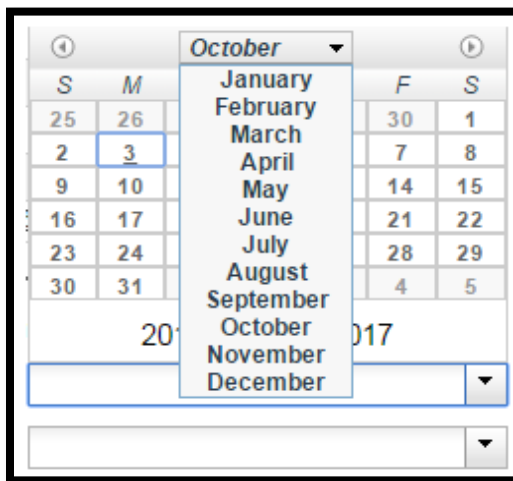 October
S M F S
January
25 26 30 1
February
March
2 3 7 8
April
9 10 14 15
May
16 17 21 22
June
July
23 24 28 29
August
30 31 4 5
September
October
20 017
November
December